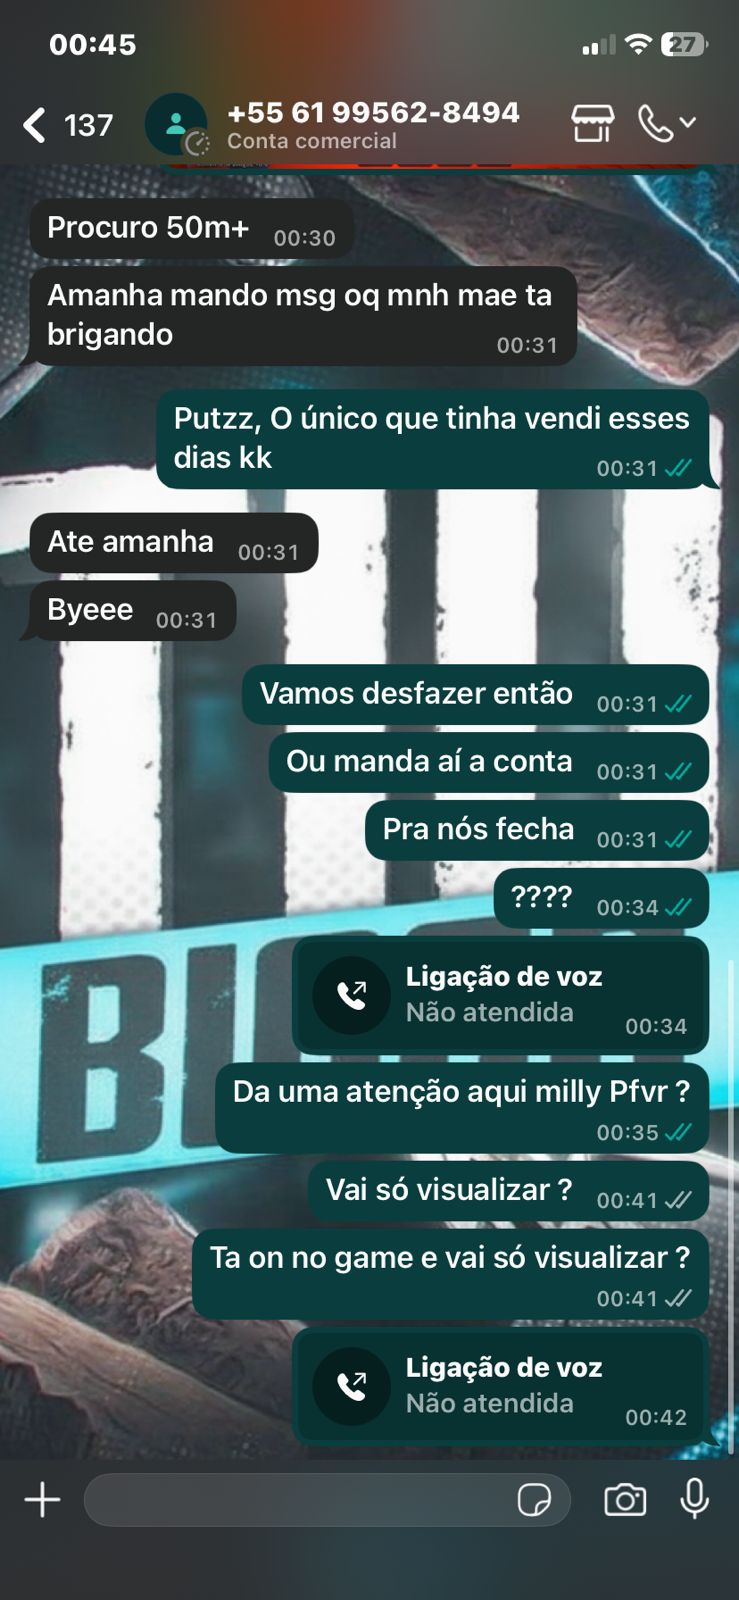 00:45
27
137
+55 61 99562-8494
Conta comercial
Procuro 50m+ 00:30
Amanha mando msg oq mnh mae ta
brigando 00:31
Putzz, O único que tinha vendi esses
dias kk 00:31
Ate amanha 00:31
Byeee 00:31
Vamos desfazer então 00:31
Ou manda aí a conta 00:31
Pra nós fecha 00:31
???? 00:34
Ligação de voz
Não atendida 00:34
Da uma atenção aqui milly Pfvr ?
00:35
Vai só visualizar ? 00:41
Ta on no game e vai só visualizar ?
00:41
Ligação de voz
Não atendida 00:42